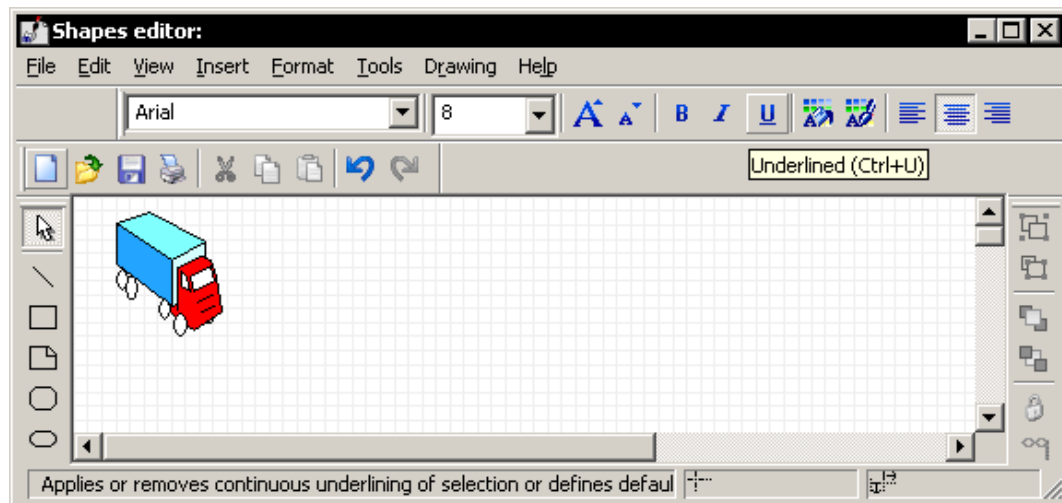 Shapes editor:
File Edit View Insert Format Tools Drawing Help
Arial 8 A A B I U
Underlined (Ctrl+U)
Applies or removes continuous underlining of selection or defines defaul